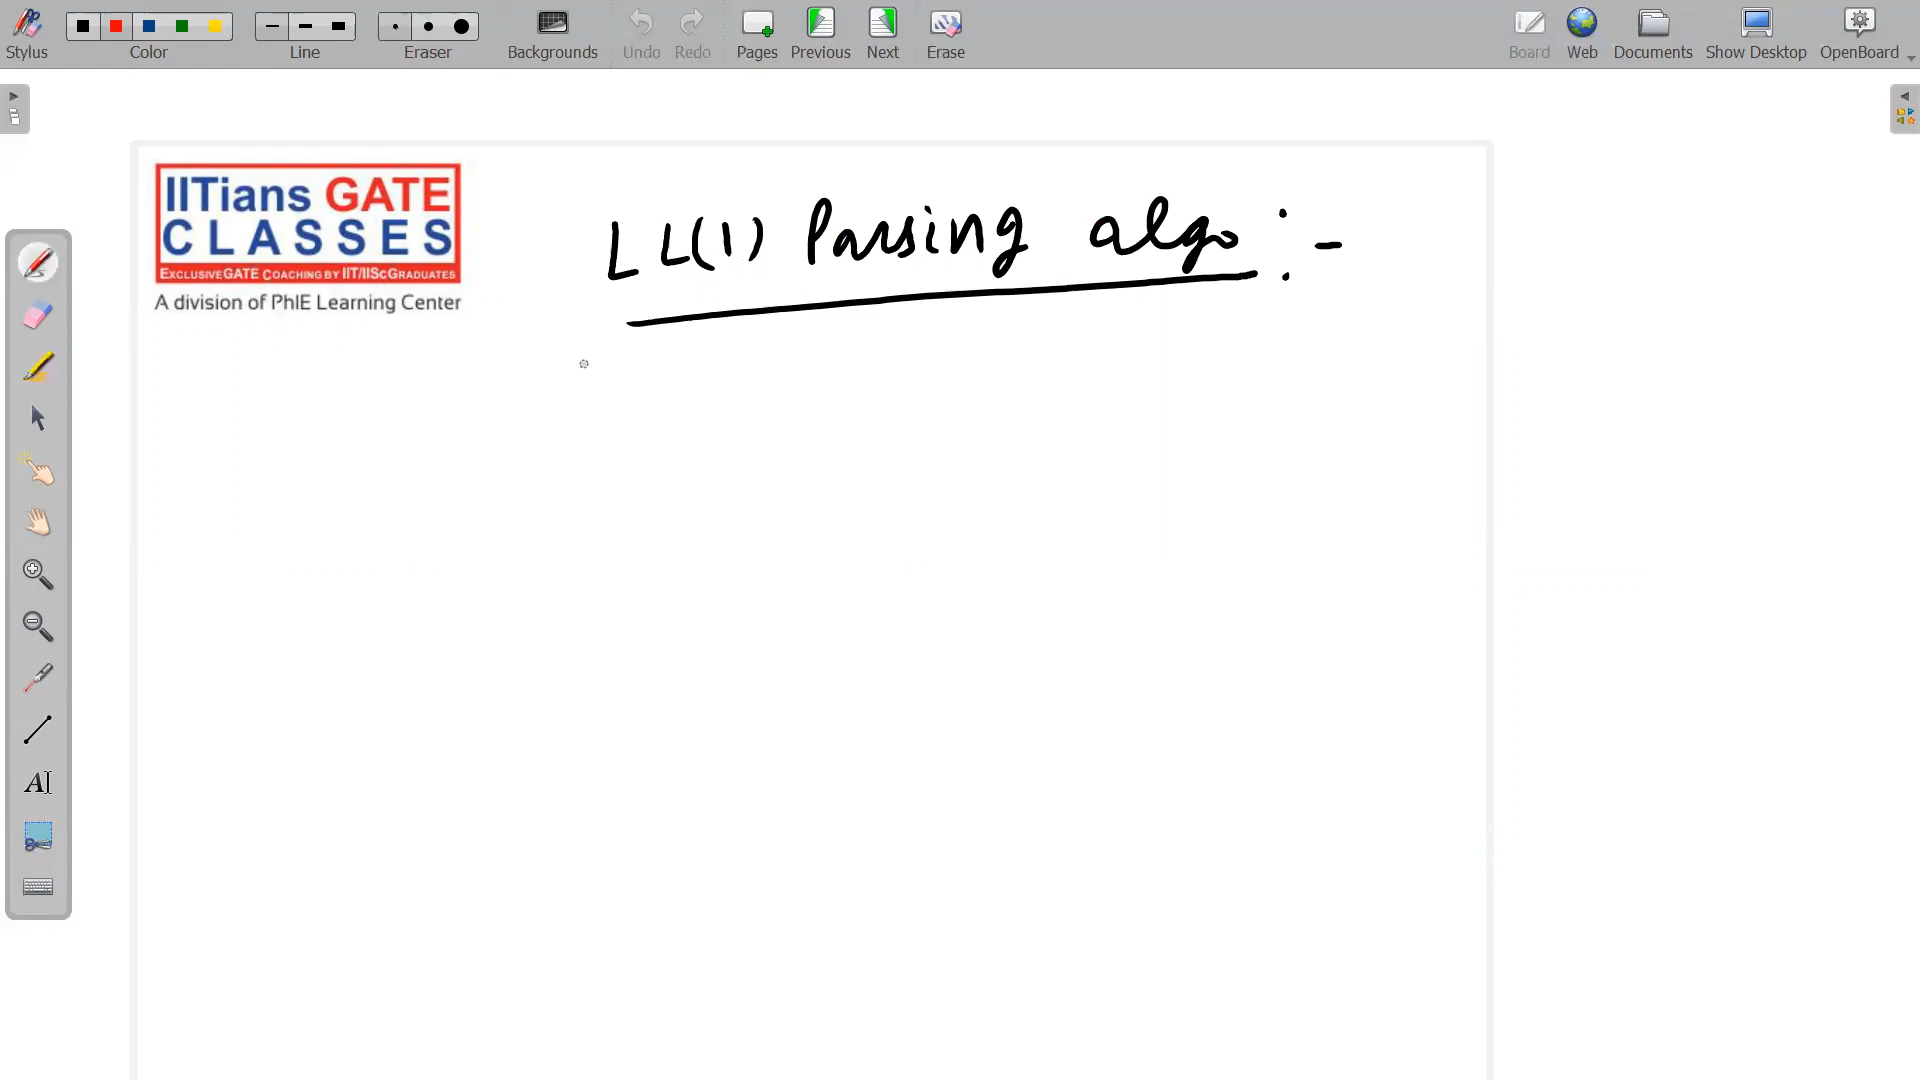 Stylus Color Line Eraser Backgrounds Undo Redo Pages Previous Next Erase Board Web Documents Show Desktop OpenBoard
IITians GATE
CLASSES
EXCLUSIVE GATE COACHING BY IIT/IISc GRADUATES
A division of PhIE Learning Center
LL(1) Parsing algo :-